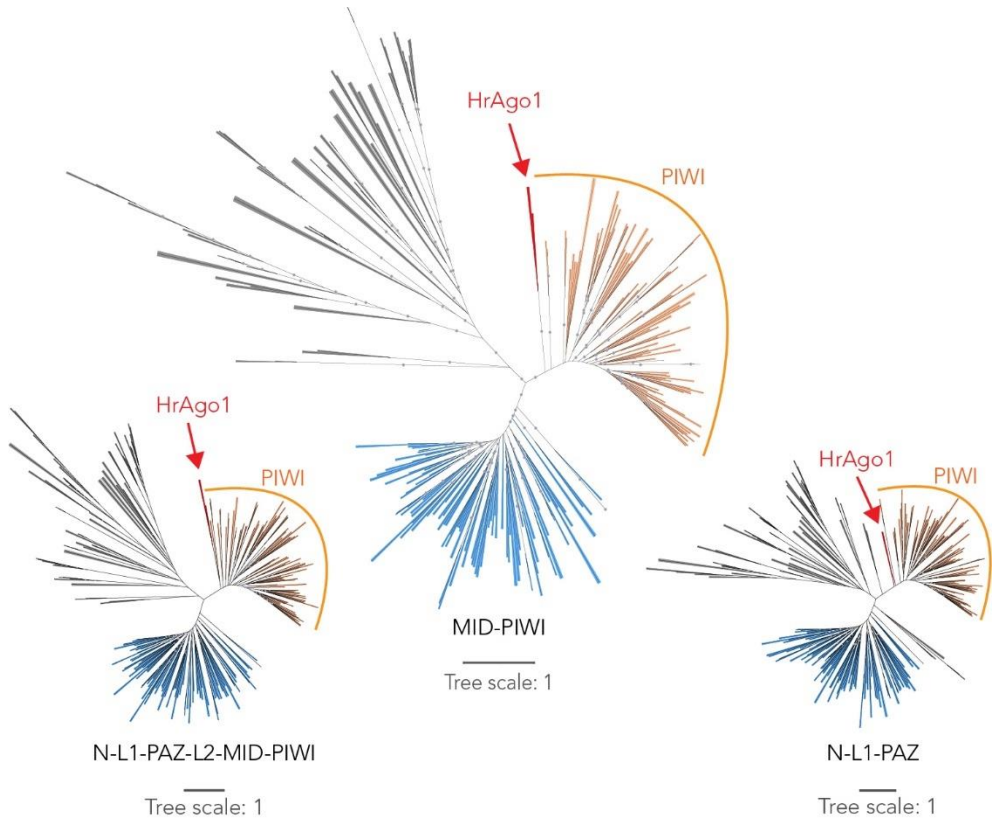 HrAgo1
PIWI
MID-PIWI
Tree scale: 1
HrAgo1
PIWI
N-L1-PAZ-L2-MID-PIWI
Tree scale: 1
HrAgo1
PIWI
N-L1-PAZ
Tree scale: 1